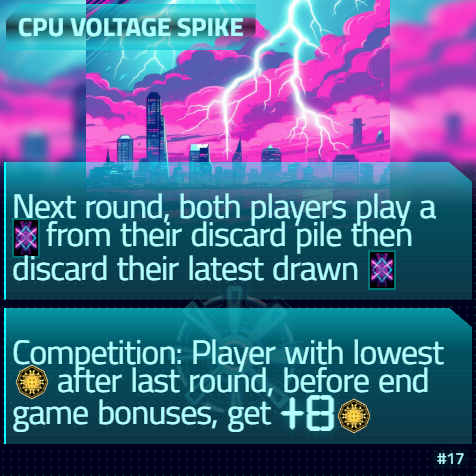 CPU VOLTAGE SPIKE
Next round, both players play a
from their discard pile then
discard their latest drawn
Competition: Player with lowest
after last round, before end
game bonuses, get +8
#17